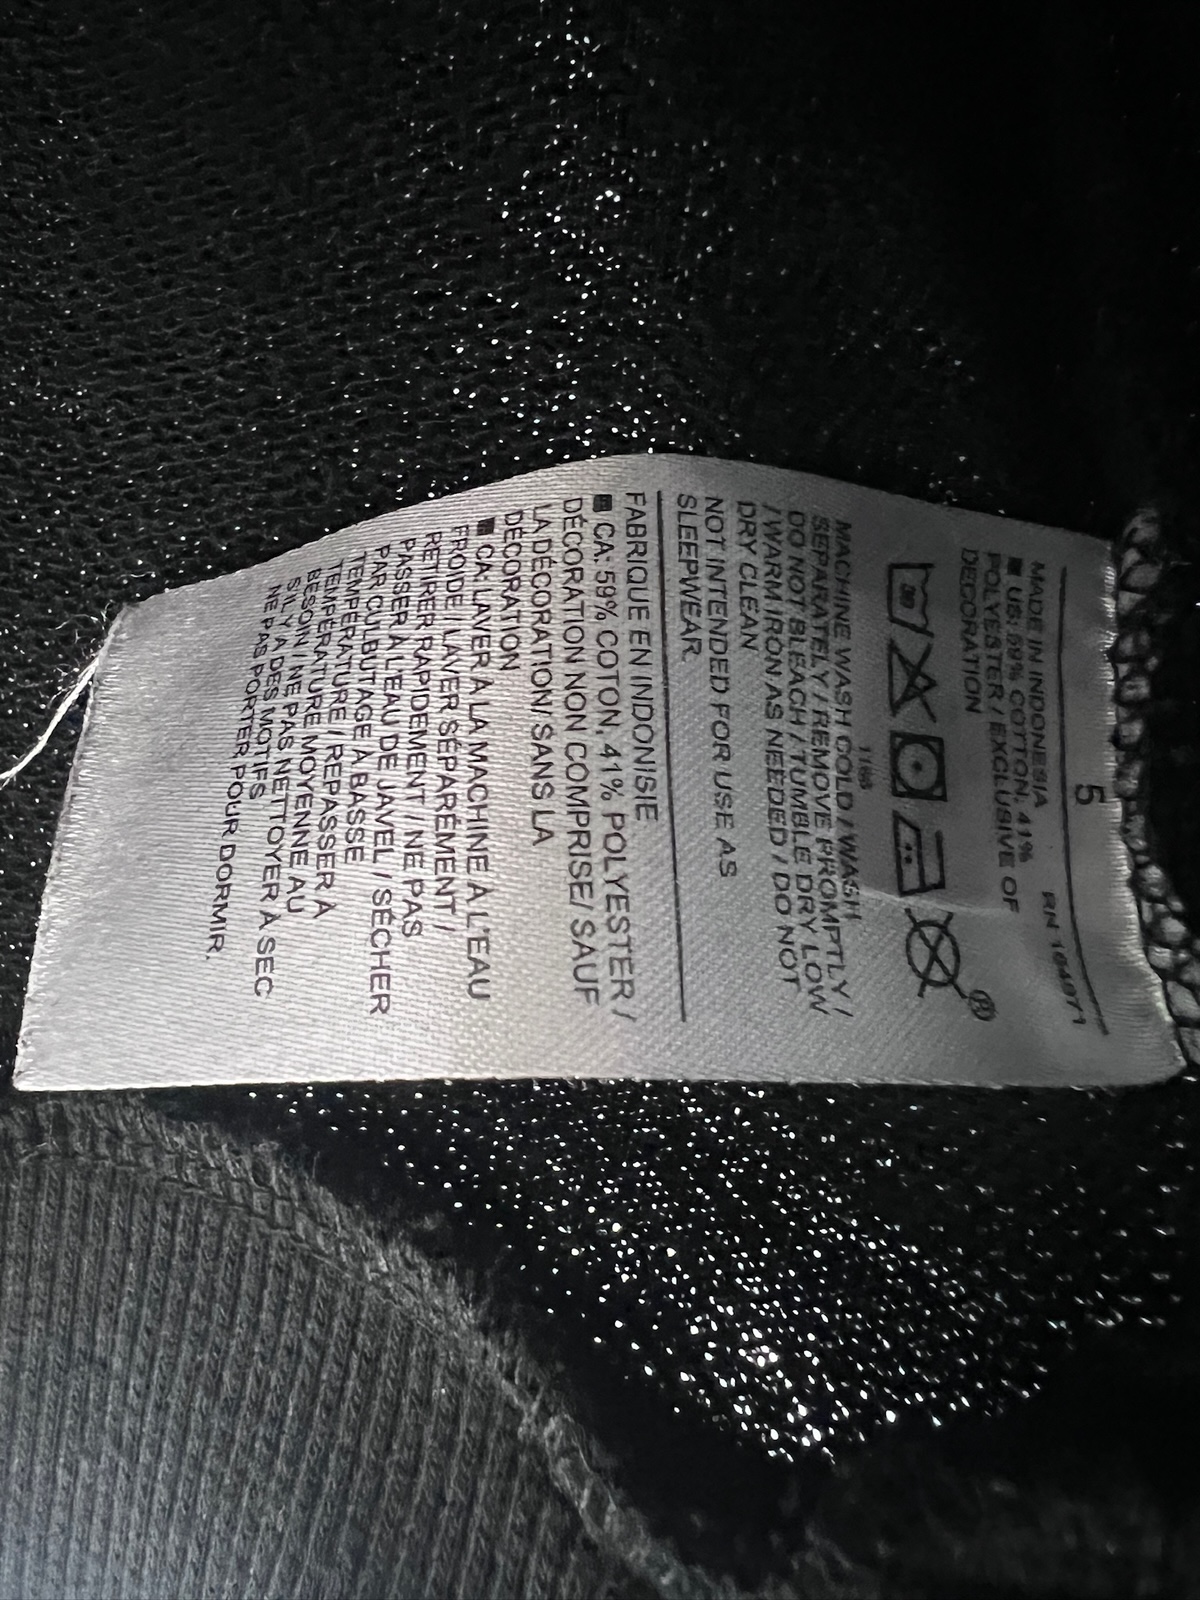 5
RN 164971
MADE IN INDONESIA
■ US: 59% COTTON, 41%
POLYESTER / EXCLUSIVE OF
DECORATION
30
®
1168
MACHINE WASH COLD / WASH
SEPARATELY / REMOVE PROMPTLY /
DO NOT BLEACH / TUMBLE DRY LOW
/ WARM IRON AS NEEDED / DO NOT
DRY CLEAN
NOT INTENDED FOR USE AS
SLEEPWEAR.
FABRIQUE EN INDONISIE
■ CA: 59% COTON, 41% POLYESTER /
DÉCORATION NON COMPRISE/ SAUF
LA DÉCORATION/ SANS LA
DÉCORATION
■ CA: LAVER À LA MACHINE À L'EAU
FROIDE / LAVER SÉPARÉMENT /
RETIRER RAPIDEMENT / NE PAS
PASSER À L'EAU DE JAVEL / SÉCHER
PAR CULBUTAGE À BASSE
TEMPÉRATURE / REPASSER À
TEMPÉRATURE MOYENNE AU
BESOIN / NE PAS NETTOYER À SEC
S'IL Y A DES MOTIFS
NE PAS PORTER POUR DORMIR.